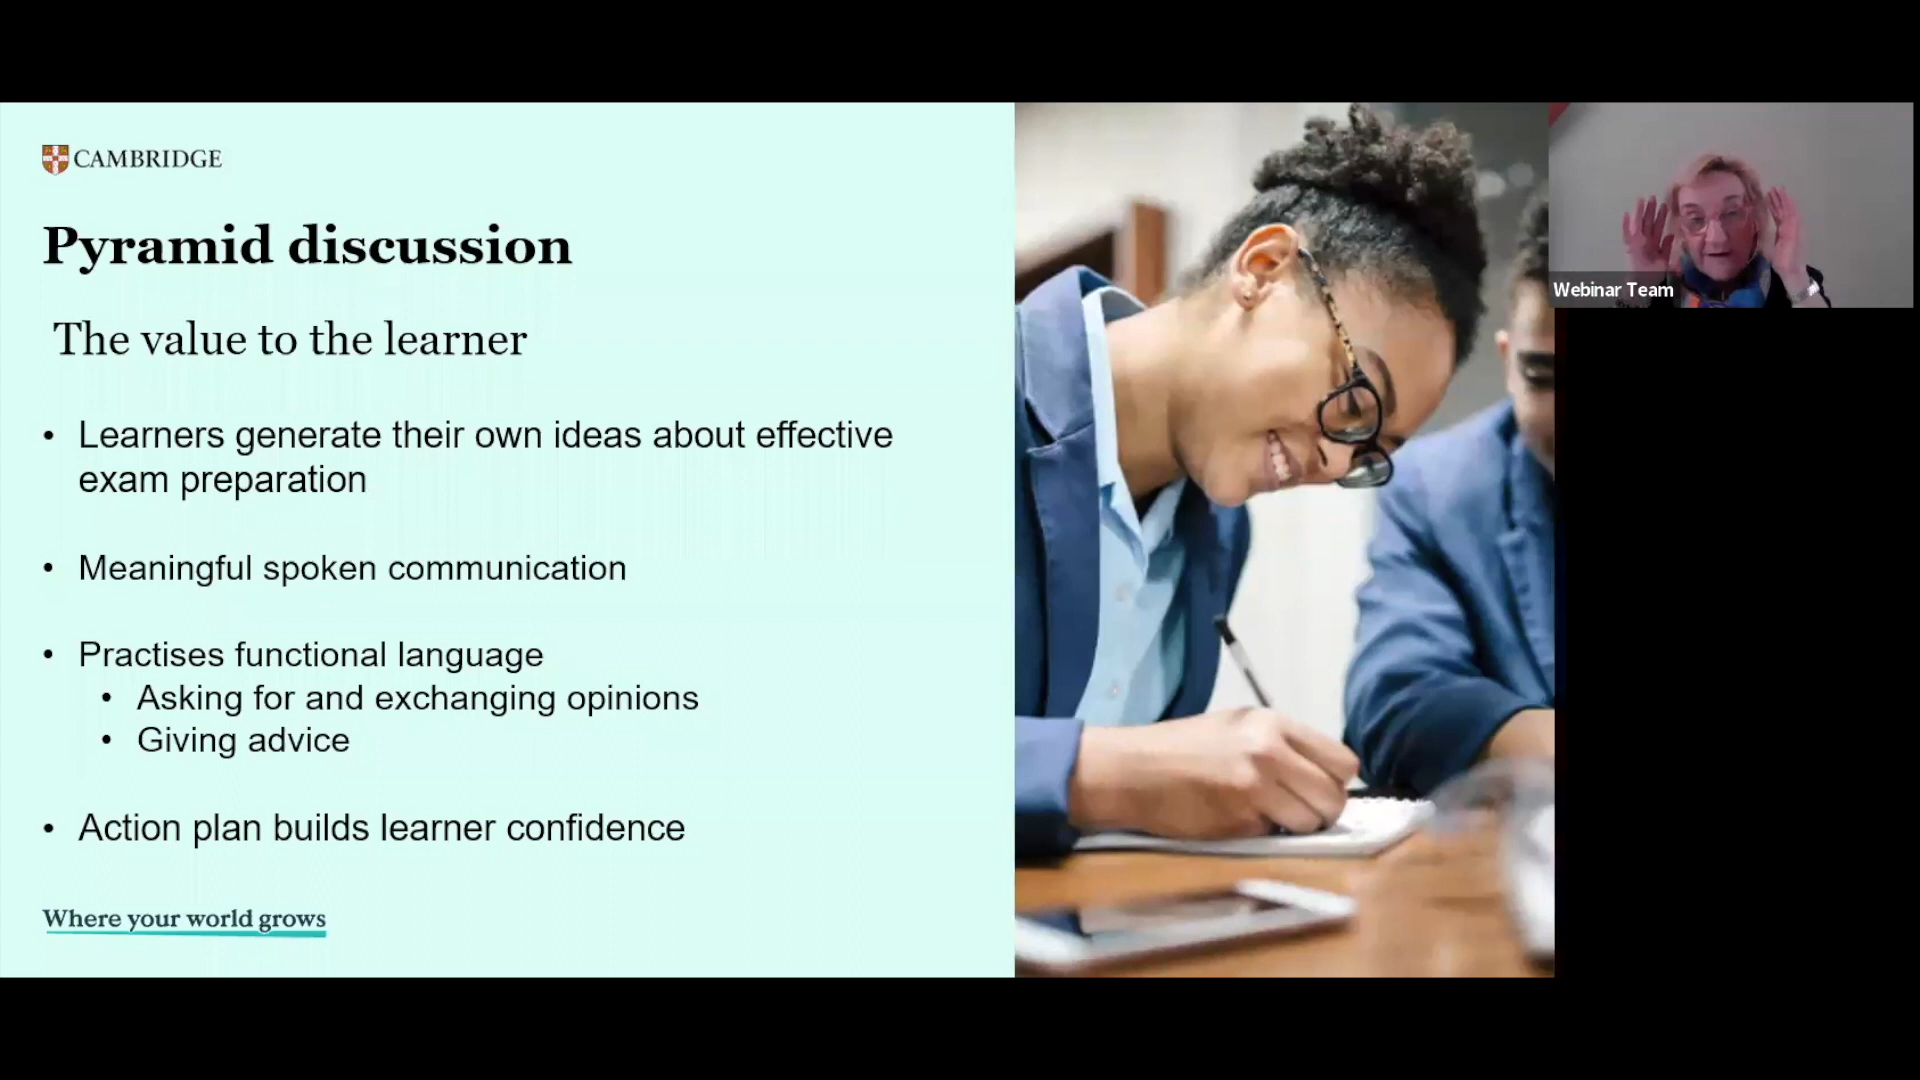 CAMBRIDGE
Pyramid discussion
The value to the learner
• Learners generate their own ideas about effective
exam preparation
• Meaningful spoken communication
• Practises functional language
• Asking for and exchanging opinions
• Giving advice
• Action plan builds learner confidence
Where your world grows
Webinar Team